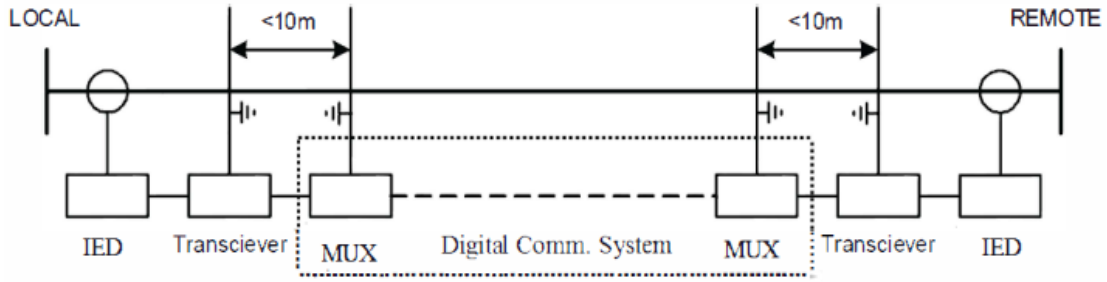 LOCAL
<10m
<10m
REMOTE
IED
Transciever
MUX
Digital Comm. System
MUX
Transciever
IED